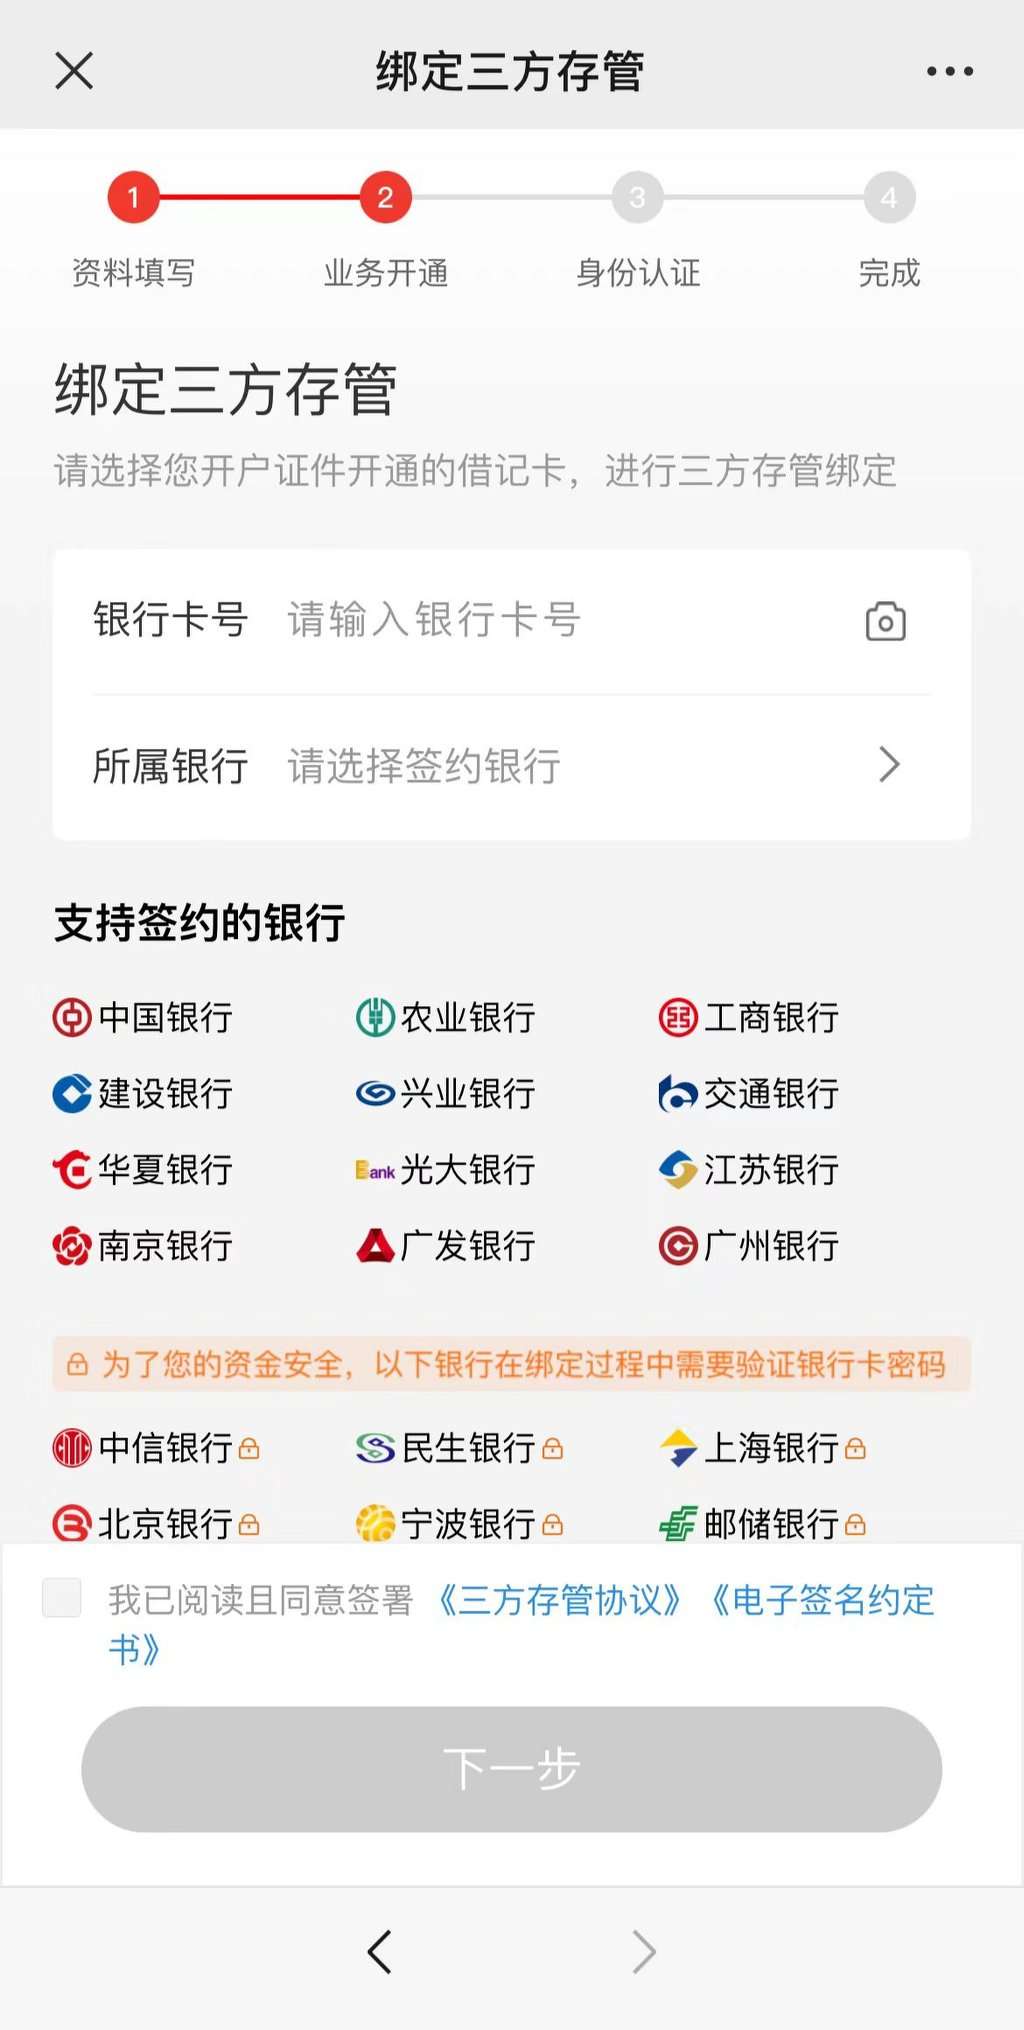 绑定三方存管
1 2 3 4
资料填写 业务开通 身份认证 完成
绑定三方存管
请选择您开户证件开通的借记卡，进行三方存管绑定
银行卡号 请输入银行卡号
所属银行 请选择签约银行
支持签约的银行
中国银行 农业银行 工商银行
建设银行 兴业银行 交通银行
华夏银行 Bank 光大银行 江苏银行
南京银行 广发银行 广州银行
为了您的资金安全，以下银行在绑定过程中需要验证银行卡密码
中信银行 民生银行 上海银行
北京银行 宁波银行 邮储银行
我已阅读且同意签署 《三方存管协议》 《电子签名约定
书》
下一步